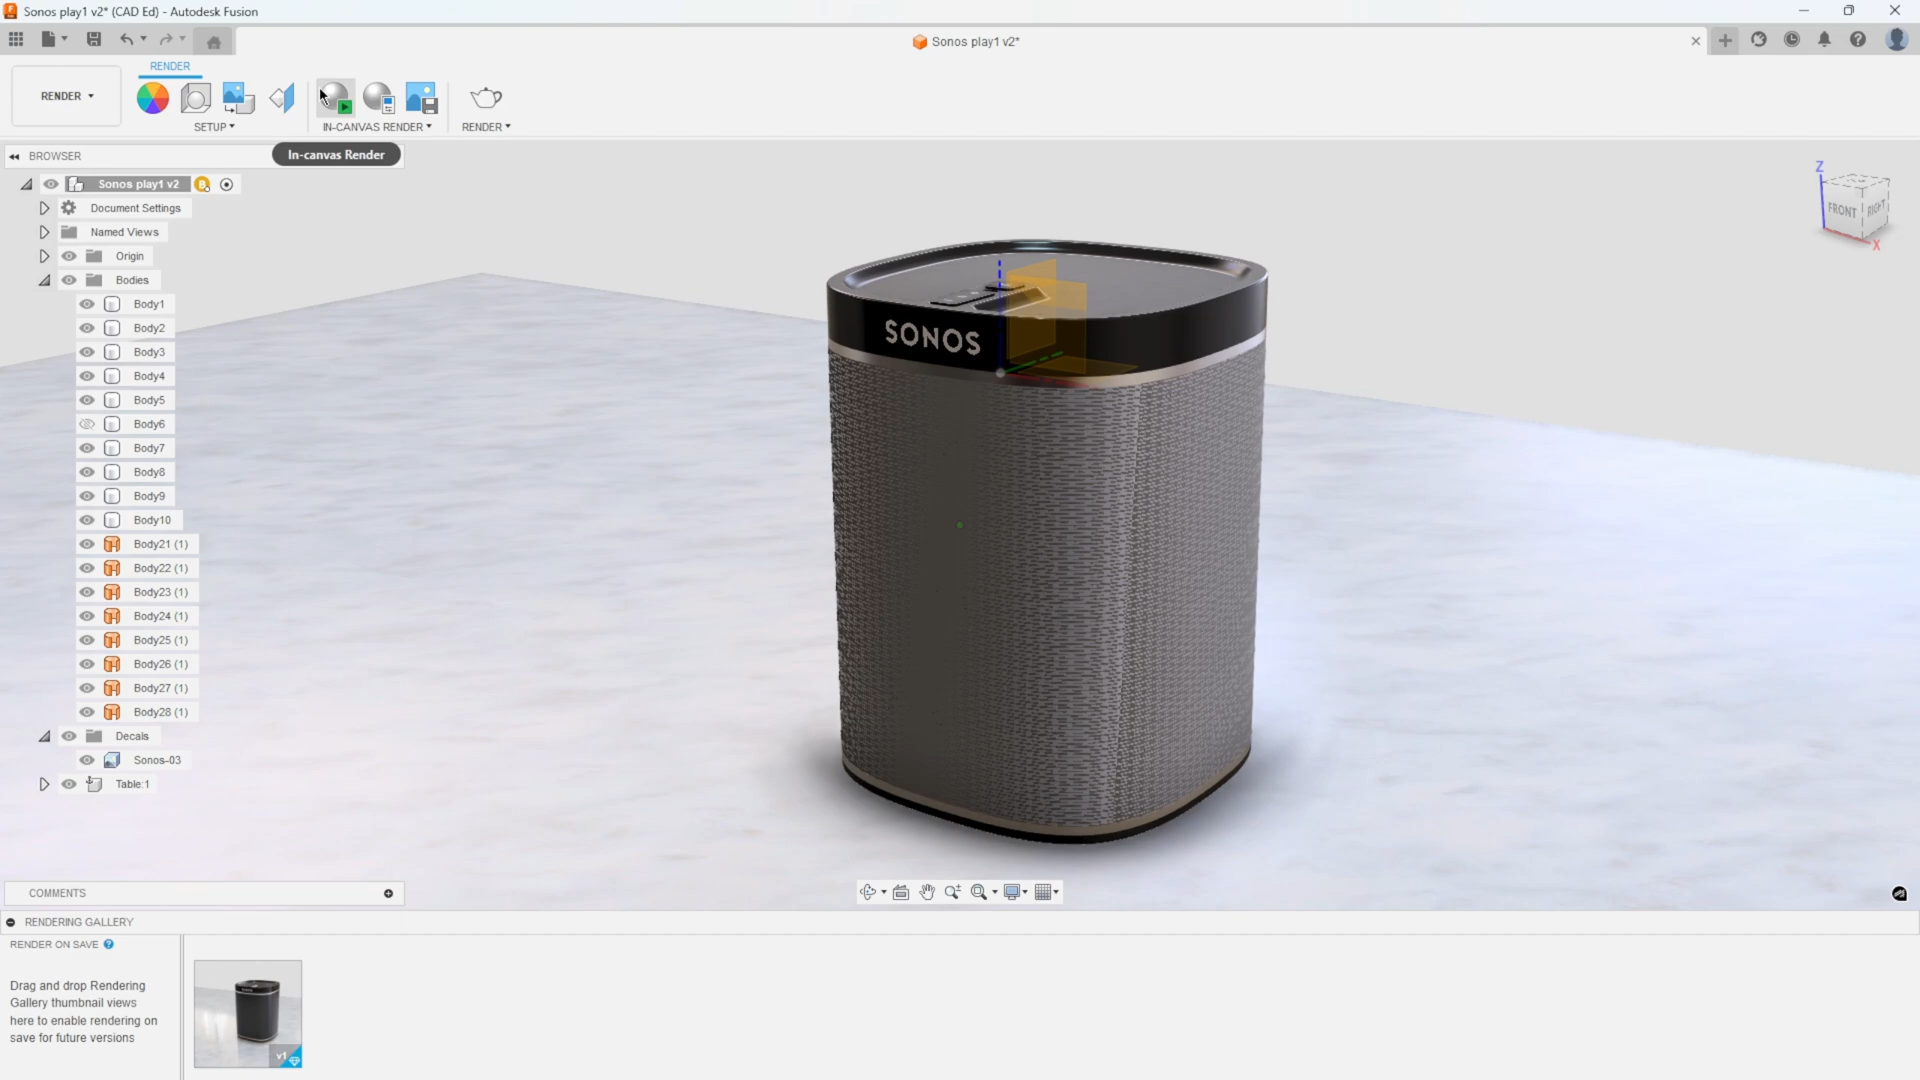 Sonos play1 v2* (CAD Ed) - Autodesk Fusion
Sonos play1 v2*
RENDER
RENDER
SETUP
IN-CANVAS RENDER
RENDER
In-canvas Render
BROWSER
Sonos play1 v2
Document Settings
Named Views
Origin
Bodies
Body1
Body2
Body3
Body4
Body5
Body6
Body7
Body8
Body9
Body10
Body21 (1)
Body22 (1)
Body23 (1)
Body24 (1)
Body25 (1)
Body26 (1)
Body27 (1)
Body28 (1)
Decals
Sonos-03
Table:1
SONOS
Z
FRONT
RIGHT
X
COMMENTS
RENDERING GALLERY
RENDER ON SAVE
Drag and drop Rendering
Gallery thumbnail views
here to enable rendering on
save for future versions
v1